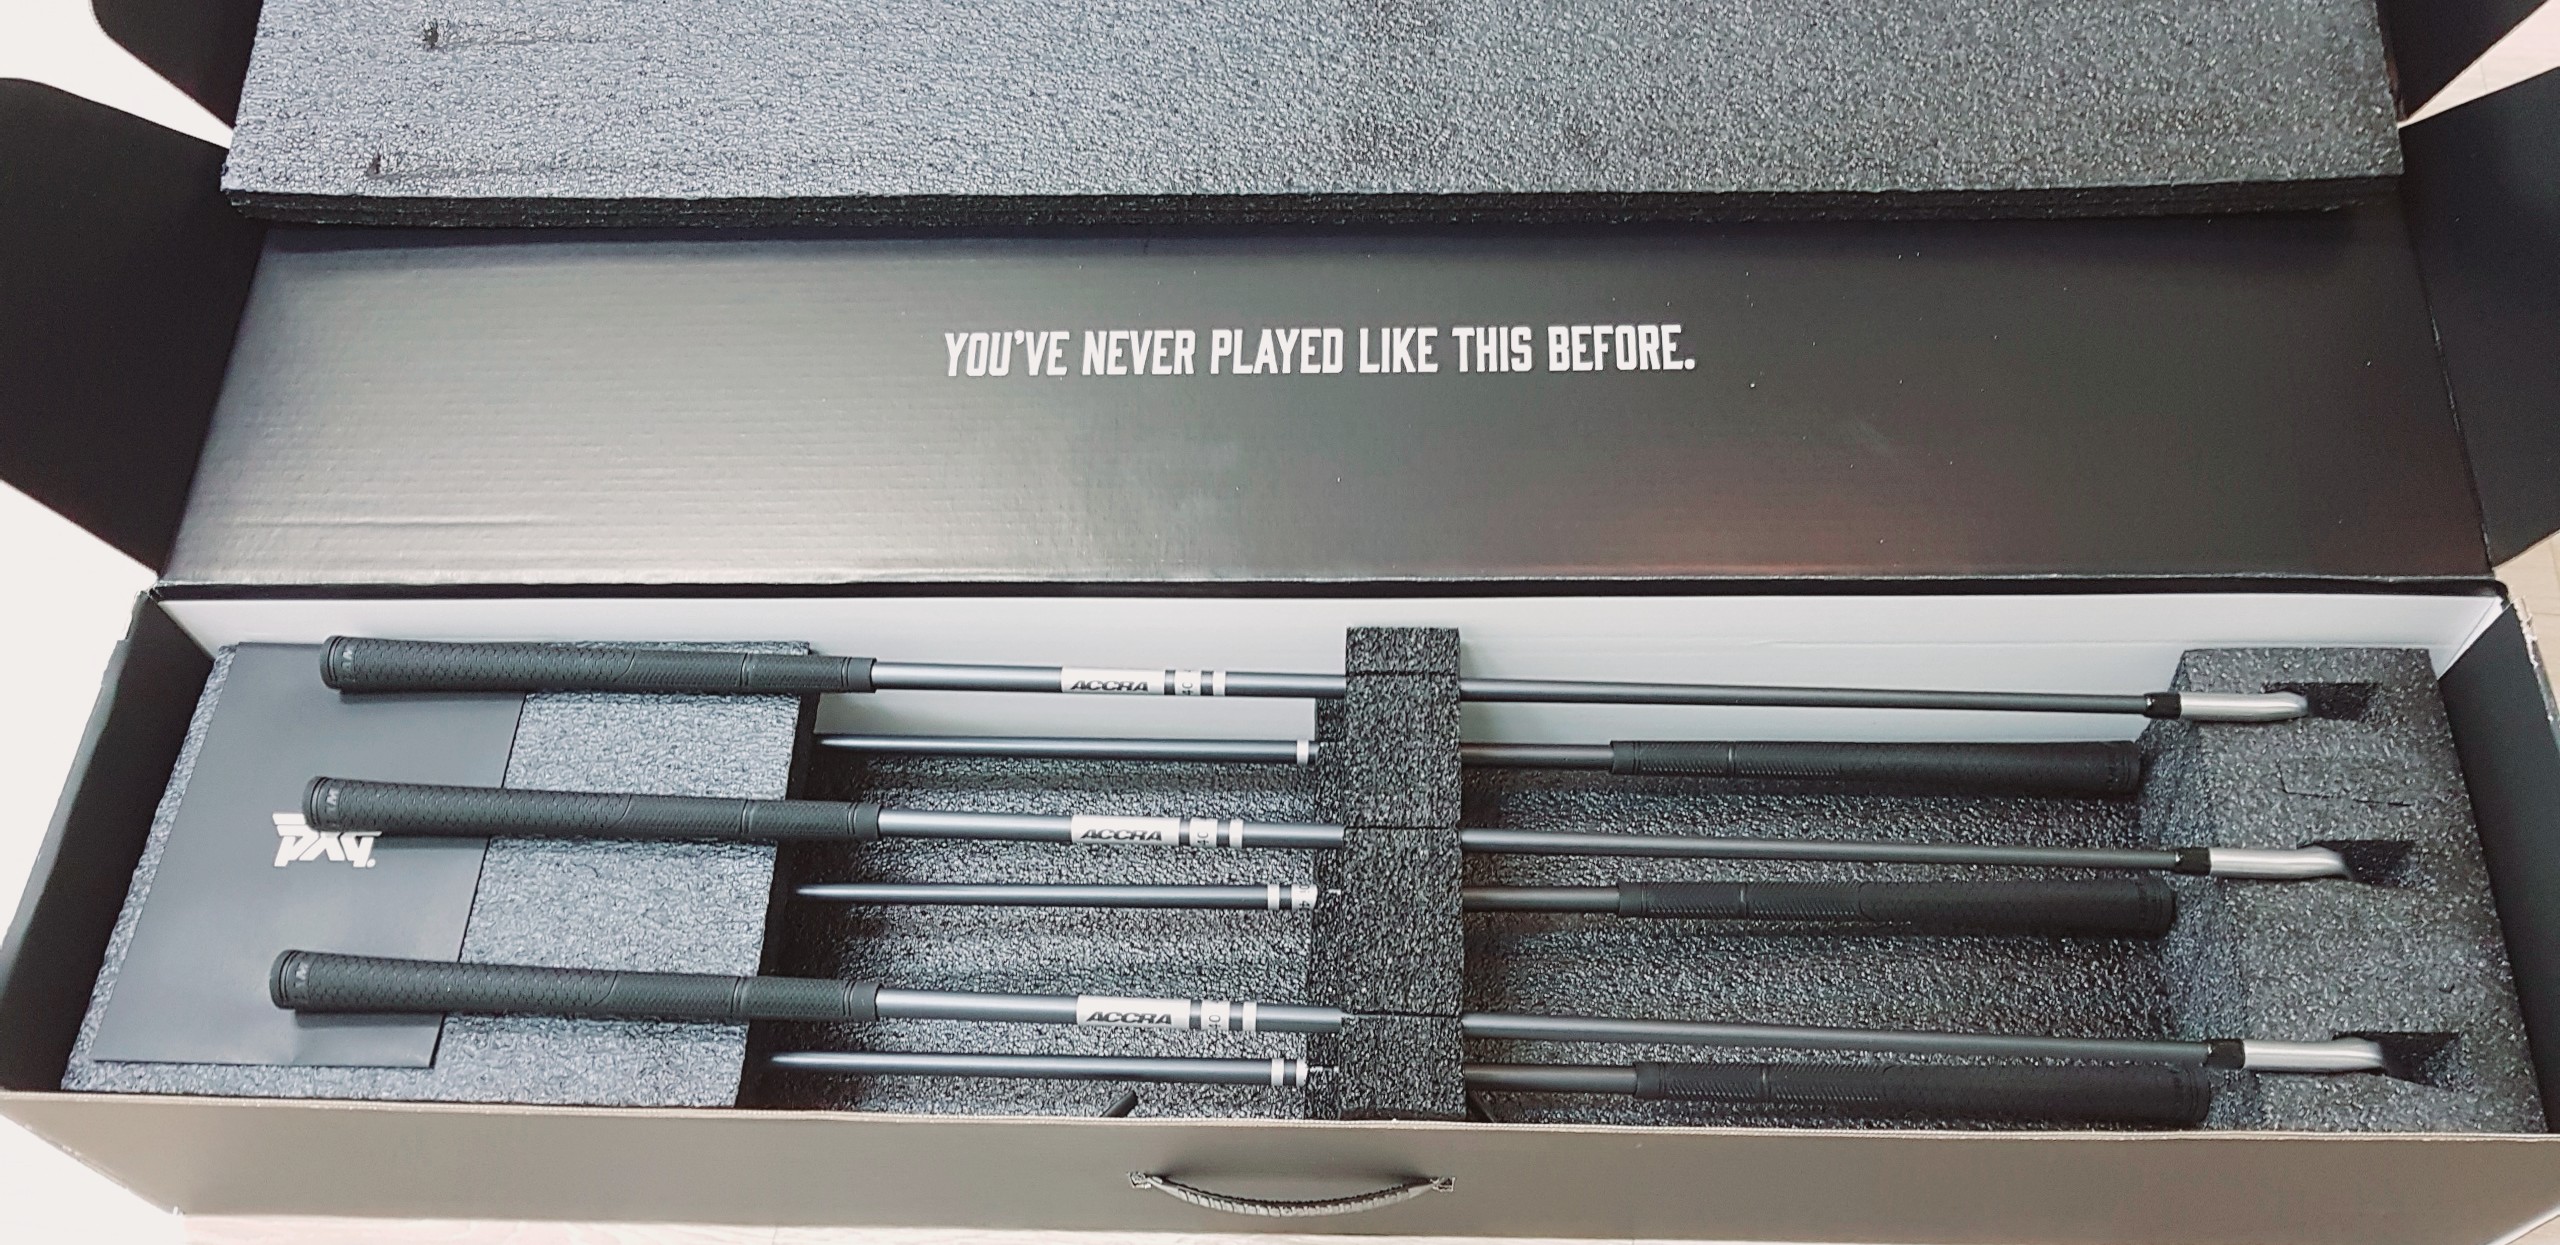 YOU'VE NEVER PLAYED LIKE THIS BEFORE.
ACCRA
ACCRA
PXG
ACCRA